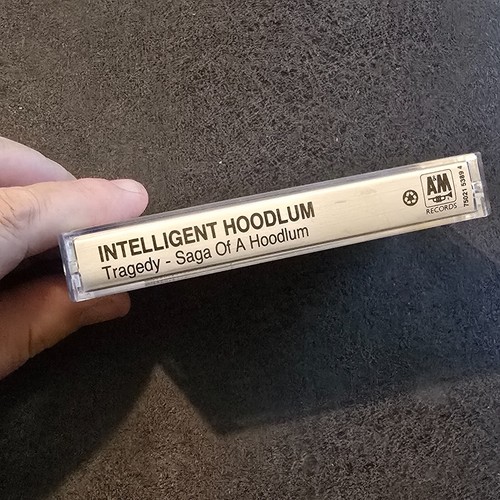 INTELLIGENT HOODLUM
Tragedy - Saga Of A Hoodlum
A&M
RECORDS
75021 5389 4